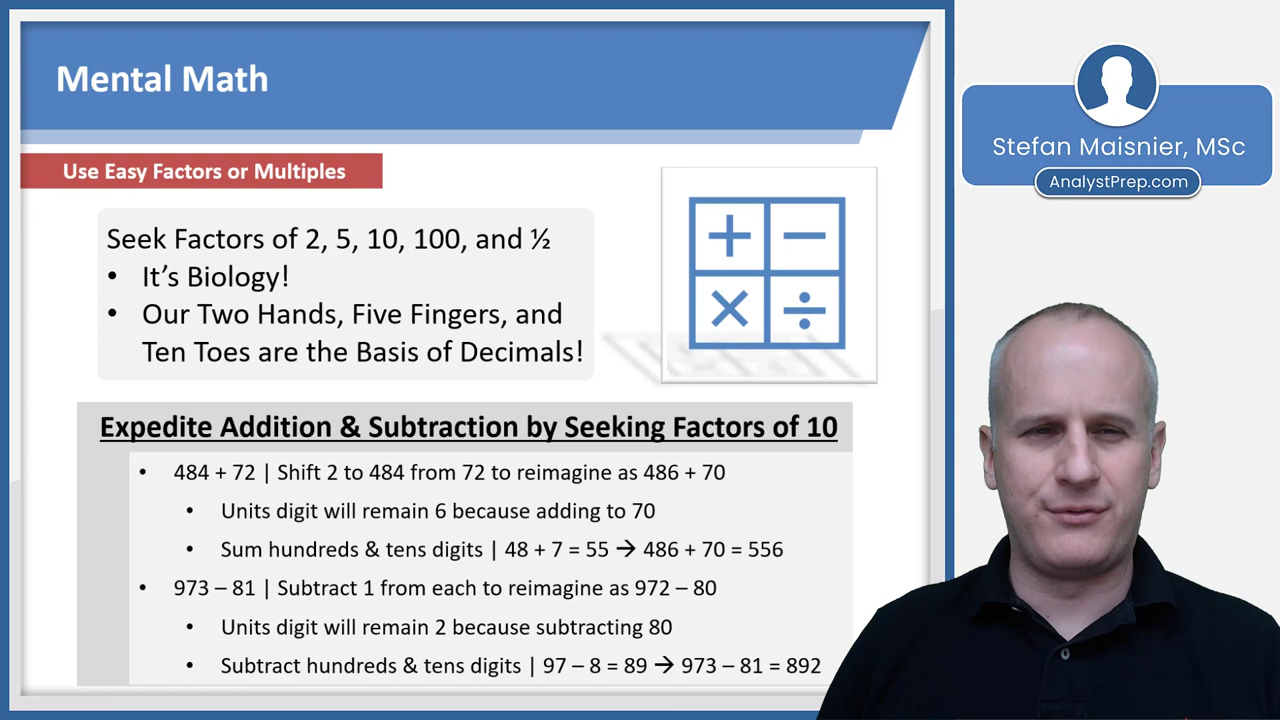 Mental Math
Use Easy Factors or Multiples
Seek Factors of 2, 5, 10, 100, and ½
• It’s Biology!
• Our Two Hands, Five Fingers, and
Ten Toes are the Basis of Decimals!
Expedite Addition & Subtraction by Seeking Factors of 10
• 484 + 72 | Shift 2 to 484 from 72 to reimagine as 486 + 70
• Units digit will remain 6 because adding to 70
• Sum hundreds & tens digits | 48 + 7 = 55 → 486 + 70 = 556
• 973 – 81 | Subtract 1 from each to reimagine as 972 – 80
• Units digit will remain 2 because subtracting 80
• Subtract hundreds & tens digits | 97 – 8 = 89 → 973 – 81 = 892
Stefan Maisnier, MSc
AnalystPrep.com